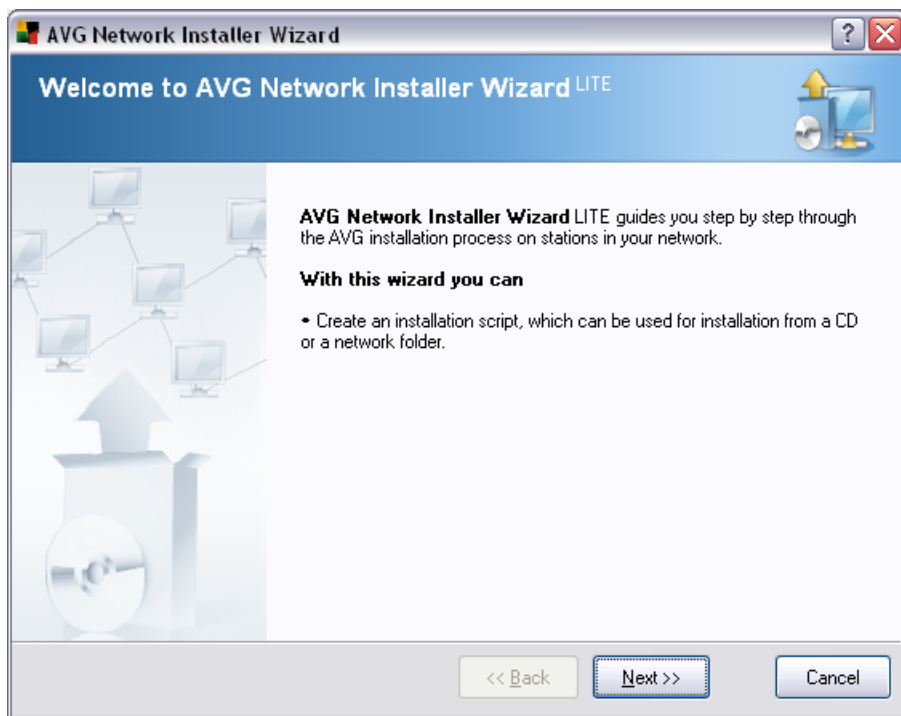 AVG Network Installer Wizard
?
Welcome to AVG Network Installer Wizard LITE
AVG Network Installer Wizard LITE guides you step by step through
the AVG installation process on stations in your network.
With this wizard you can
• Create an installation script, which can be used for installation from a CD
or a network folder.
<< Back
Next >>
Cancel